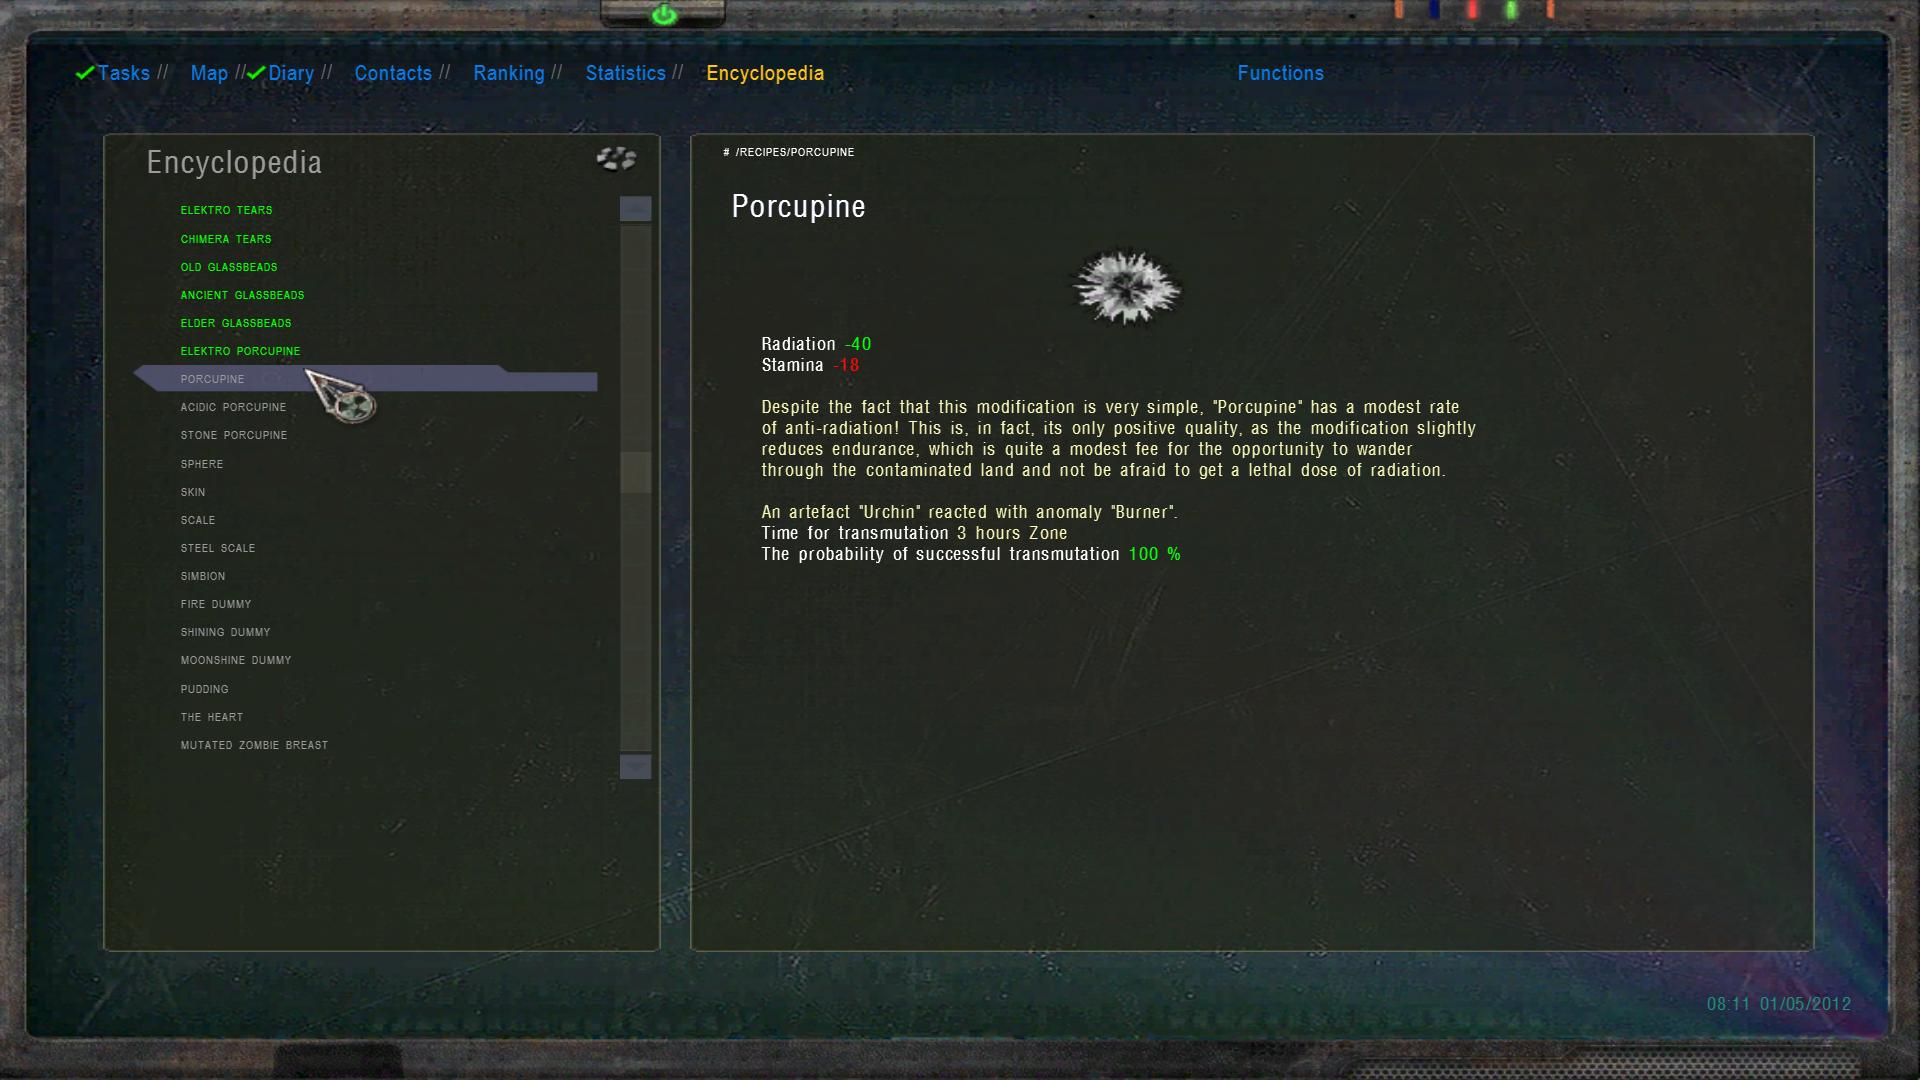 Tasks // Map // Diary // Contacts // Ranking // Statistics // Encyclopedia Functions
Encyclopedia
ELEKTRO TEARS
CHIMERA TEARS
OLD GLASSBEADS
ANCIENT GLASSBEADS
ELDER GLASSBEADS
ELEKTRO PORCUPINE
PORCUPINE
ACIDIC PORCUPINE
STONE PORCUPINE
SPHERE
SKIN
SCALE
STEEL SCALE
SIMBION
FIRE DUMMY
SHINING DUMMY
MOONSHINE DUMMY
PUDDING
THE HEART
MUTATED ZOMBIE BREAST
# /RECIPES/PORCUPINE
Porcupine
Radiation -40
Stamina -18
Despite the fact that this modification is very simple, "Porcupine" has a modest rate
of anti-radiation! This is, in fact, its only positive quality, as the modification slightly
reduces endurance, which is quite a modest fee for the opportunity to wander
through the contaminated land and not be afraid to get a lethal dose of radiation.
An artefact "Urchin" reacted with anomaly "Burner".
Time for transmutation 3 hours Zone
The probability of successful transmutation 100 %
08:11 01/05/2012